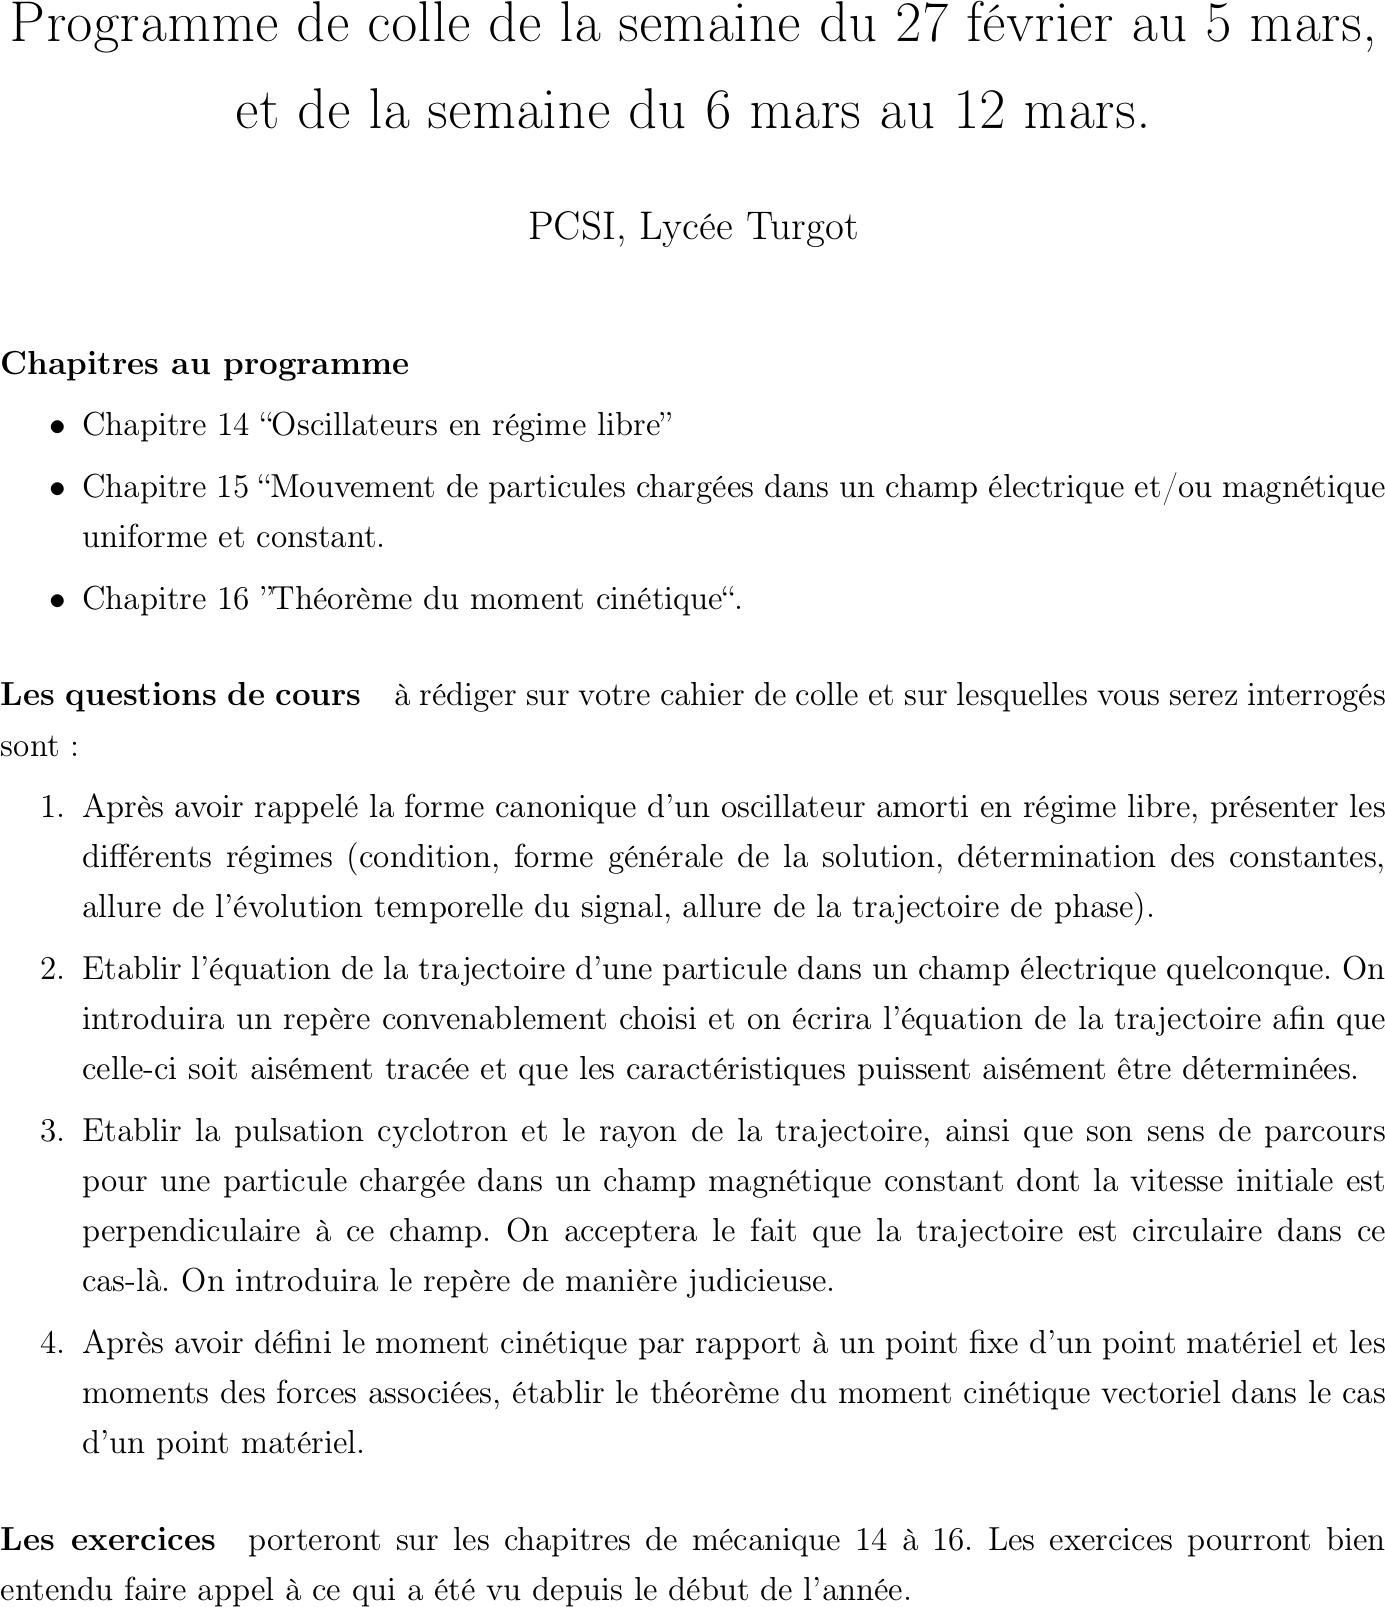 Programme de colle de la semaine du 27 février au 5 mars,
et de la semaine du 6 mars au 12 mars.
PCSI, Lycée Turgot
Chapitres au programme
• Chapitre 14 “Oscillateurs en régime libre”
• Chapitre 15 “Mouvement de particules chargées dans un champ électrique et/ou magnétique
uniforme et constant.
• Chapitre 16 ”Théorème du moment cinétique“.
Les questions de cours à rédiger sur votre cahier de colle et sur lesquelles vous serez interrogés
sont :
1. Après avoir rappelé la forme canonique d’un oscillateur amorti en régime libre, présenter les
différents régimes (condition, forme générale de la solution, détermination des constantes,
allure de l’évolution temporelle du signal, allure de la trajectoire de phase).
2. Etablir l’équation de la trajectoire d’une particule dans un champ électrique quelconque. On
introduira un repère convenablement choisi et on écrira l’équation de la trajectoire afin que
celle-ci soit aisément tracée et que les caractéristiques puissent aisément être déterminées.
3. Etablir la pulsation cyclotron et le rayon de la trajectoire, ainsi que son sens de parcours
pour une particule chargée dans un champ magnétique constant dont la vitesse initiale est
perpendiculaire à ce champ. On acceptera le fait que la trajectoire est circulaire dans ce
cas-là. On introduira le repère de manière judicieuse.
4. Après avoir défini le moment cinétique par rapport à un point fixe d’un point matériel et les
moments des forces associées, établir le théorème du moment cinétique vectoriel dans le cas
d’un point matériel.
Les exercices porteront sur les chapitres de mécanique 14 à 16. Les exercices pourront bien
entendu faire appel à ce qui a été vu depuis le début de l’année.